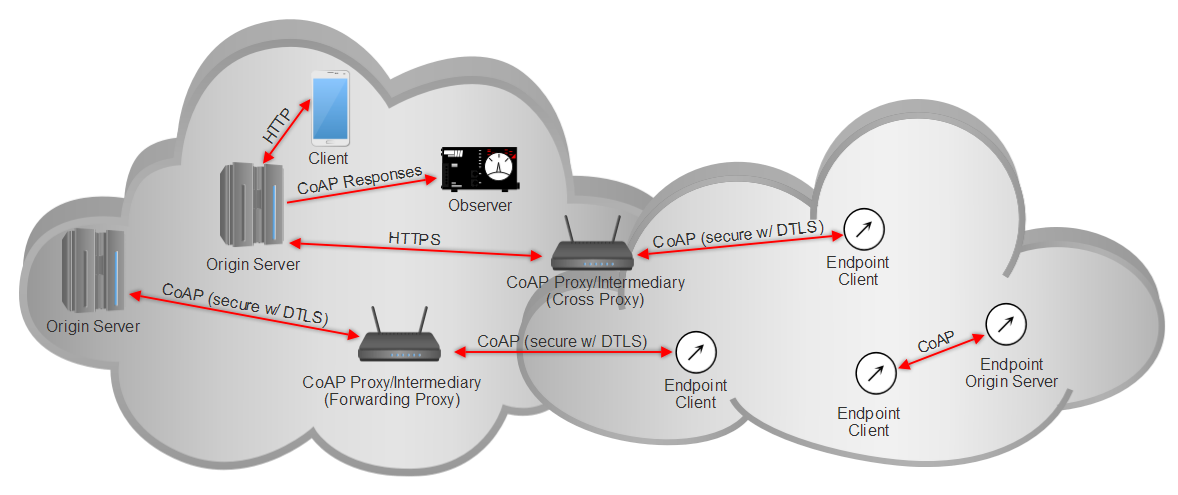 HTTP
Client
CoAP Responses
Observer
Origin Server
HTTPS
CoAP Proxy/Intermediary
(Cross Proxy)
CoAP (secure w/ DTLS)
Endpoint
Client
Origin Server
CoAP (secure w/ DTLS)
CoAP Proxy/Intermediary
(Forwarding Proxy)
CoAP (secure w/ DTLS)
Endpoint
Client
CoAP
Endpoint
Origin Server
Endpoint
Client